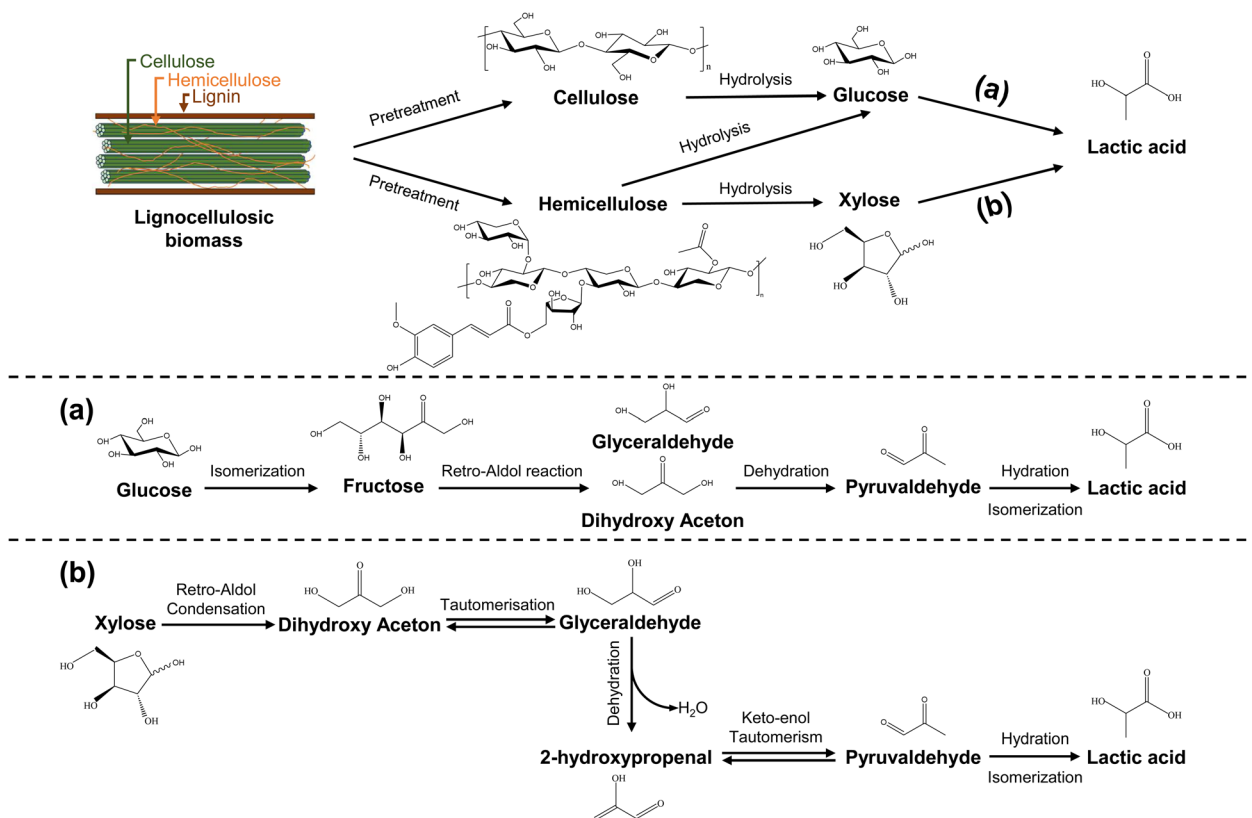 Cellulose
Hemicellulose
Lignin
Lignocellulosic
biomass
Pretreatment
Pretreatment
Cellulose
Hydrolysis
Glucose
(a)
Lactic acid
Hydrolysis
Hemicellulose
Hydrolysis
Xylose
(b)
(a)
Glucose
Isomerization
Fructose
Retro-Aldol reaction
Glyceraldehyde
Dihydroxy Aceton
Dehydration
Pyruvaldehyde
Hydration
Isomerization
Lactic acid
(b)
Xylose
Retro-Aldol
Condensation
Dihydroxy Aceton
Tautomerisation
Glyceraldehyde
Dehydration
H₂O
2-hydroxypropenal
Keto-enol
Tautomerism
Pyruvaldehyde
Hydration
Isomerization
Lactic acid